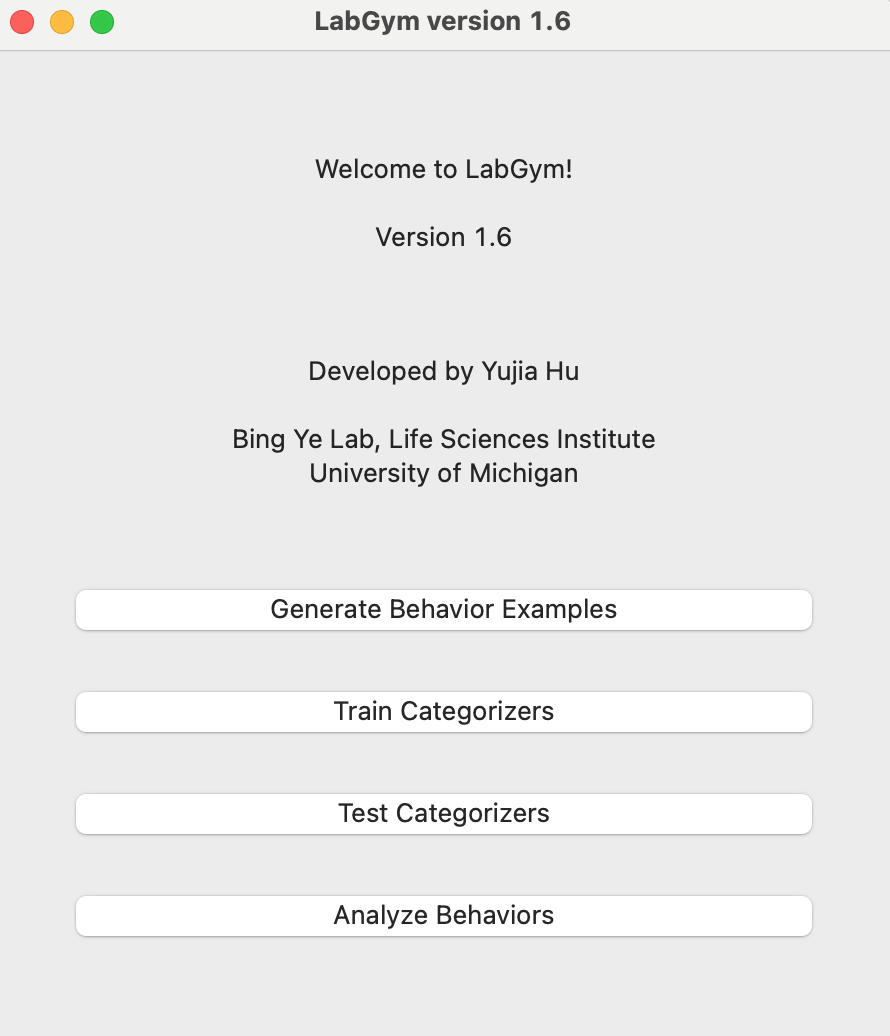 LabGym version 1.6
Welcome to LabGym!
Version 1.6
Developed by Yujia Hu
Bing Ye Lab, Life Sciences Institute
University of Michigan
Generate Behavior Examples
Train Categorizers
Test Categorizers
Analyze Behaviors